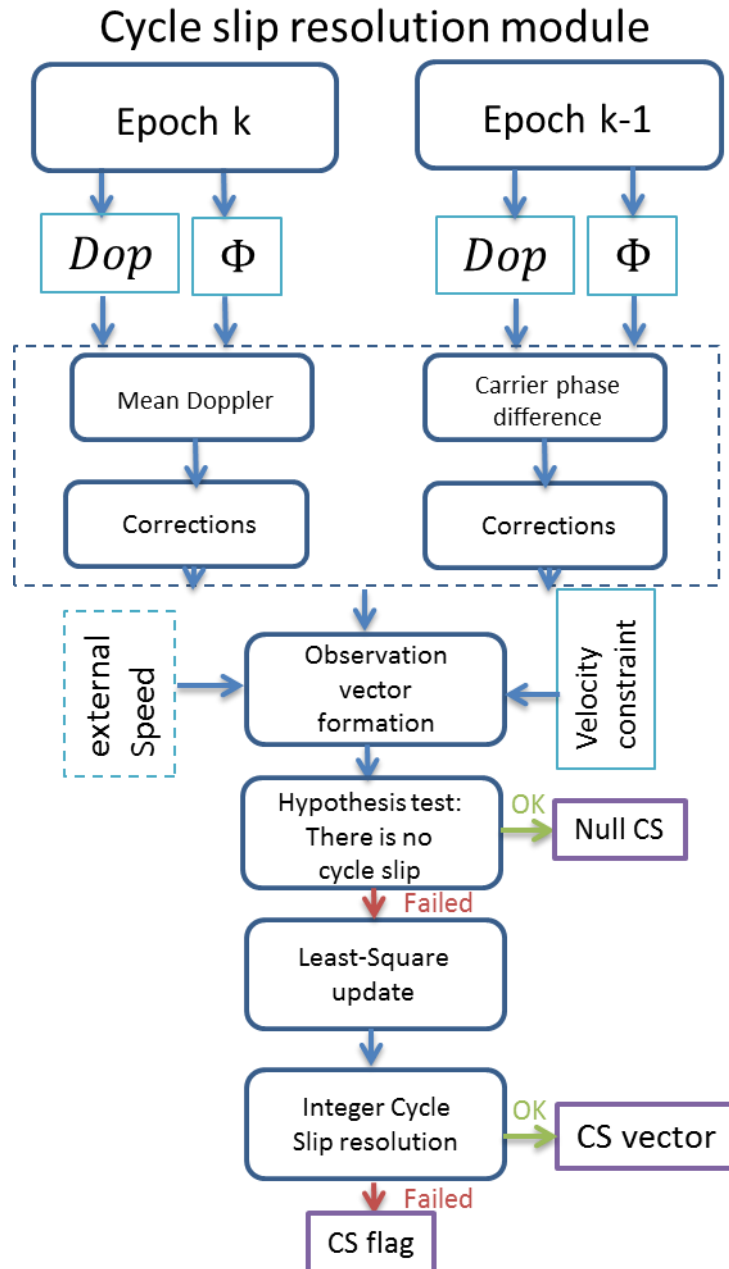 Cycle slip resolution module
Epoch k
Epoch k-1
Dop
Φ
Dop
Φ
Mean Doppler
Carrier phase
difference
Corrections
Corrections
external
Speed
Observation
vector
formation
Velocity
constraint
Hypothesis test:
There is no
cycle slip
OK
Null CS
Failed
Least-Square
update
Integer Cycle
Slip resolution
OK
CS vector
Failed
CS flag